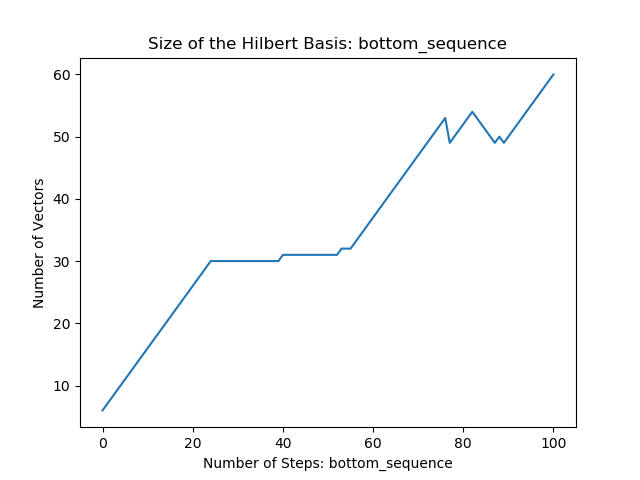 Size of the Hilbert Basis: bottom_sequence
60
50
40
30
20
10
Number of Vectors
0 20 40 60 80 100
Number of Steps: bottom_sequence